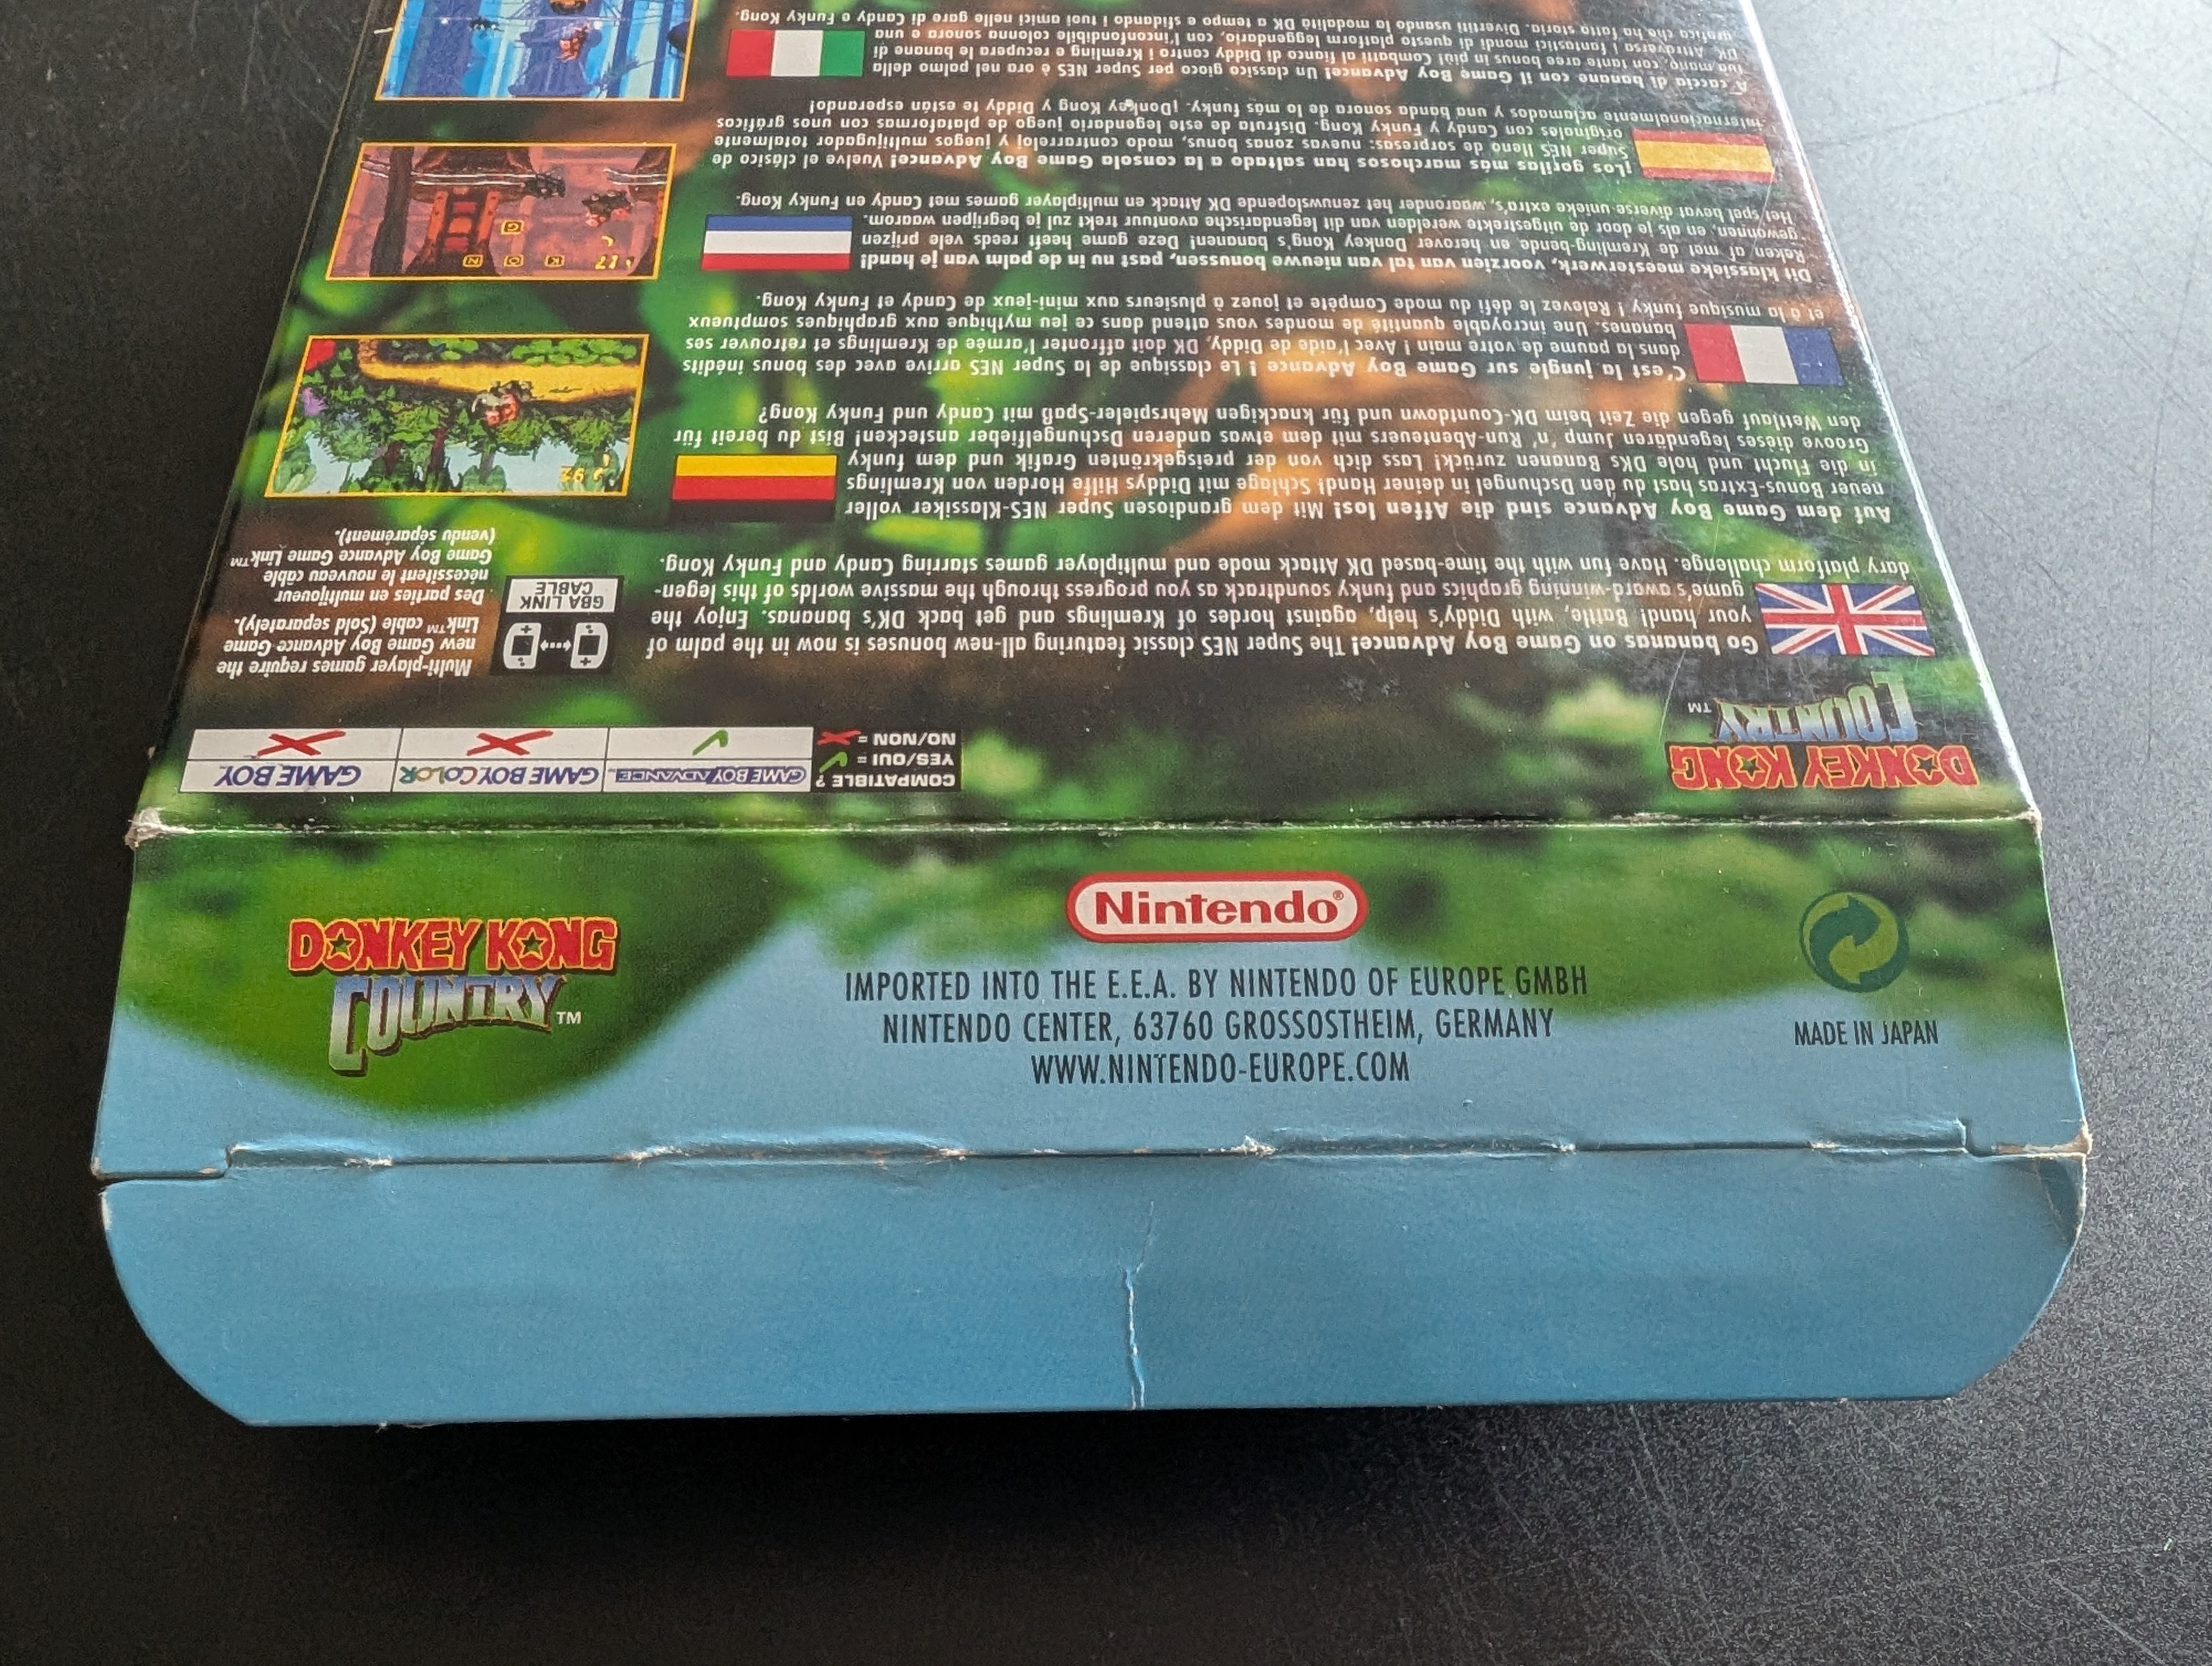 DONKEY KONG
COUNTRY™
Nintendo®
IMPORTED INTO THE E.E.A. BY NINTENDO OF EUROPE GMBH
NINTENDO CENTER, 63760 GROSSOSTHEIM, GERMANY
WWW.NINTENDO-EUROPE.COM
MADE IN JAPAN
DONKEY KONG
COUNTRY™
COMPATIBLE ?
YES/OUI =
NO/NON =
GAME BOY ADVANCE™
GAME BOY COLOR
GAME BOY
Go bananas on Game Boy Advance! The Super NES classic featuring all-new bonuses is now in the palm of
your hand! Battle, with Diddy's help, against hordes of Kremlings and get back DK's bananas. Enjoy the
game's award-winning graphics and funky soundtrack as you progress through the massive worlds of this legen-
dary platform challenge. Have fun with the time-based DK Attack mode and multiplayer games starring Candy and Funky Kong.
GBA LINK
CABLE
Multi-player games require the
new Game Boy Advance Game
Link™ cable (Sold separately).
Des parties en multijoueur
nécessitent le nouveau câble
Game Boy Advance Game Link™
(vendu séparément).
Auf dem Game Boy Advance sind die Affen los! Mit dem grandiosen Super NES-Klassiker voller
neuer Bonus-Extras hast du den Dschungel in deiner Hand! Schlage mit Diddys Hilfe Horden von Kremlings
in die Flucht und hole DKs Bananen zurück! Lass dich von der preisgekrönten Grafik und dem funky
Groove dieses legendären Jump 'n' Run-Abenteuers mit dem etwas anderen Dschungelfieber anstecken! Bist du bereit für
den Wettlauf gegen die Zeit beim DK-Countdown und für knackigen Mehrspieler-Spaß mit Candy und Funky Kong?
C'est la jungle sur Game Boy Advance ! Le classique de la Super NES arrive avec des bonus inédits
dans la paume de votre main ! Avec l'aide de Diddy, DK doit affronter l'armée de Kremlings et retrouver ses
bananes. Une incroyable quantité de mondes vous attend dans ce jeu mythique aux graphiques somptueux
et à la musique funky ! Relevez le défi du mode Compète et jouez à plusieurs aux mini-jeux de Candy et Funky Kong.
Dit klassieke meesterwerk, voorzien van tal van nieuwe bonussen, past nu in de palm van je hand!
Reken af met de Kremling-bende en herover Donkey Kong's bananen! Deze game heeft reeds vele prijzen
gewonnen, en als je door de uitgestrekte werelden van dit legendarische avontuur trekt zul je begrijpen waarom.
Het spel bevat diverse unieke extra's, waaronder het zenuwslopende DK Attack en multiplayer games met Candy en Funky Kong.
¡Los gorilas más marchosos han saltado a la consola Game Boy Advance! Vuelve el clásico de
Super NES lleno de sorpresas: nuevas zonas bonus, modo contrarreloj y juegos multijugador totalmente
originales con Candy y Funky Kong. Disfruta de este legendario juego de plataformas con unos gráficos
internacionalmente aclamados y una banda sonora de lo más funky. ¡Donkey Kong y Diddy te están esperando!
A caccia di banane con il Game Boy Advance! Un classico gioco per Super NES è ora nel palmo della
tua mano, con tante aree bonus in più! Combatti al fianco di Diddy contro i Kremling e recupera le banane di
DK. Attraversa i fantastici mondi di questo platform leggendario, con l'inconfondibile colonna sonora e una
grafica che ha fatto storia. Divertiti usando la modalità DK a tempo e sfidando i tuoi amici nelle gare di Candy e Funky Kong.
92
K O N
G
17